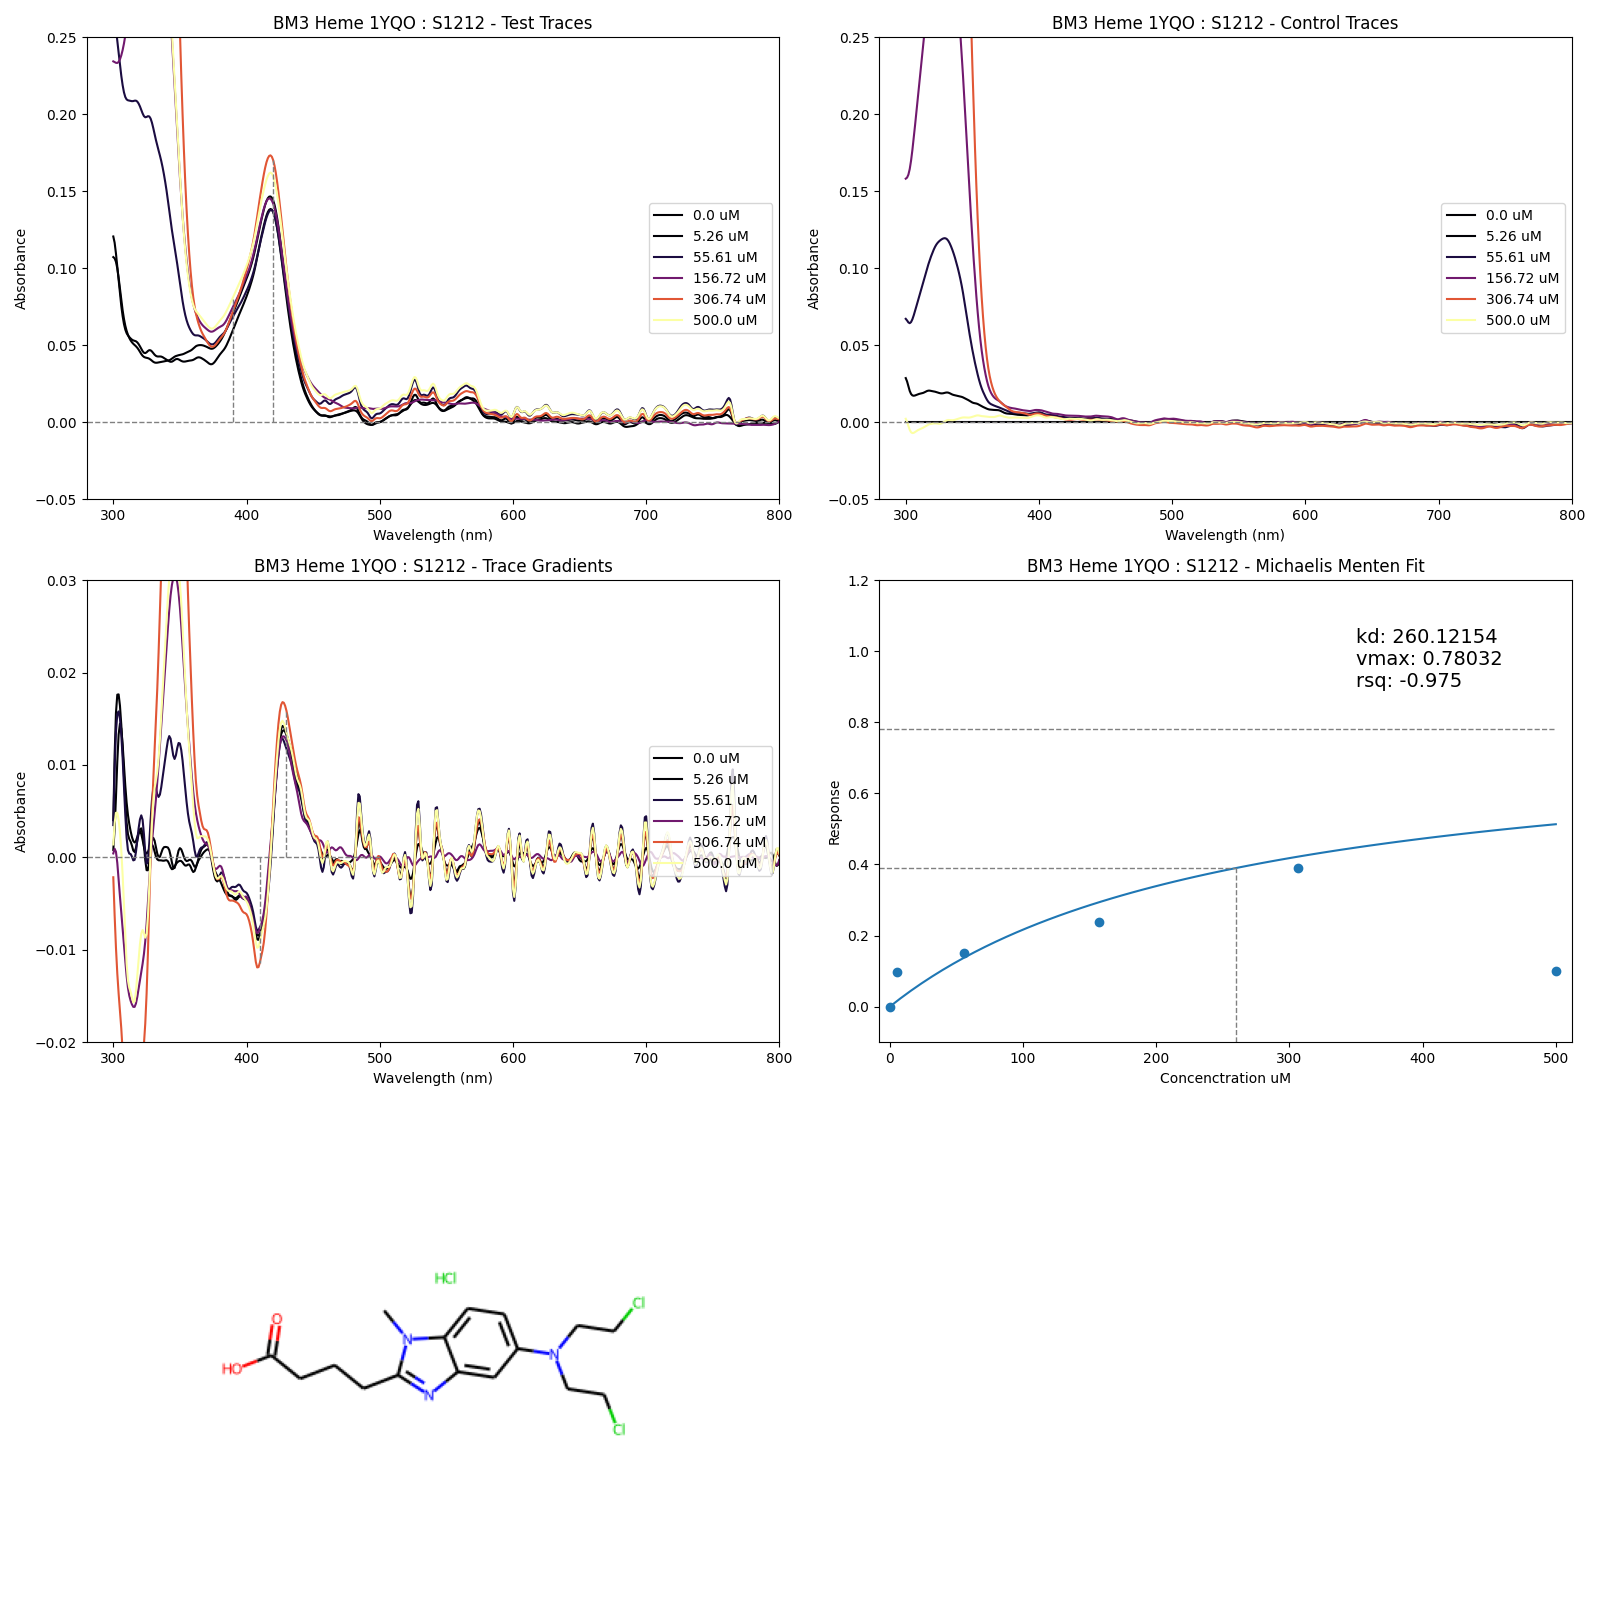 BM3 Heme 1YQO : S1212 - Test Traces
0.25
0.20
0.15
0.10
0.05
0.00
−0.05
Absorbance
300
400
500
600
700
800
Wavelength (nm)
0.0 uM
5.26 uM
55.61 uM
156.72 uM
306.74 uM
500.0 uM
BM3 Heme 1YQO : S1212 - Control Traces
0.25
0.20
0.15
0.10
0.05
0.00
−0.05
Absorbance
300
400
500
600
700
800
Wavelength (nm)
0.0 uM
5.26 uM
55.61 uM
156.72 uM
306.74 uM
500.0 uM
BM3 Heme 1YQO : S1212 - Trace Gradients
0.03
0.02
0.01
0.00
−0.01
−0.02
Absorbance
300
400
500
600
700
800
Wavelength (nm)
0.0 uM
5.26 uM
55.61 uM
156.72 uM
306.74 uM
500.0 uM
BM3 Heme 1YQO : S1212 - Michaelis Menten Fit
kd: 260.12154
vmax: 0.78032
rsq: -0.975
1.2
1.0
0.8
0.6
0.4
0.2
0.0
Response
0
100
200
300
400
500
Concenctration uM
HCl
O
HO
N
N
N
Cl
Cl